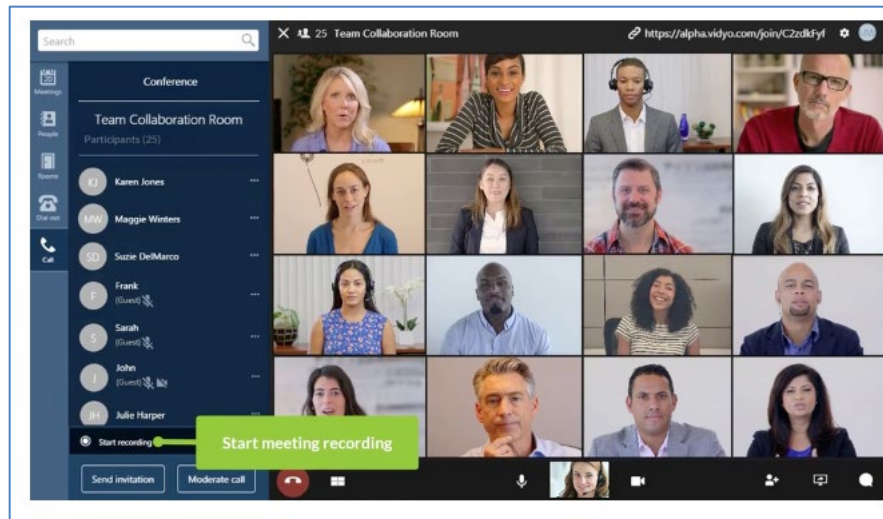 Search
25 Team Collaboration Room
https://alpha.vidyo.com/join/C2zdkFyf
Meetings
People
Rooms
Dial out
Call
Conference
Team Collaboration Room
Participants (25)
KJ Karen Jones
MW Maggie Winters
SD Suzie DelMarco
F Frank
(Guest)
S Sarah
(Guest)
J John
(Guest)
JH Julie Harper
Start recording
Start meeting recording
Send invitation
Moderate call